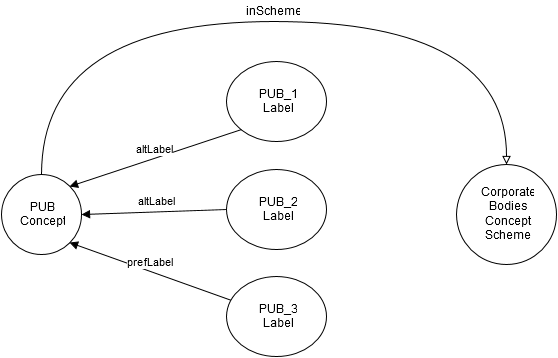 inScheme
PUB_1
Label
altLabel
PUB
Concept
altLabel
PUB_2
Label
Corporate
Bodies
Concept
Scheme
prefLabel
PUB_3
Label